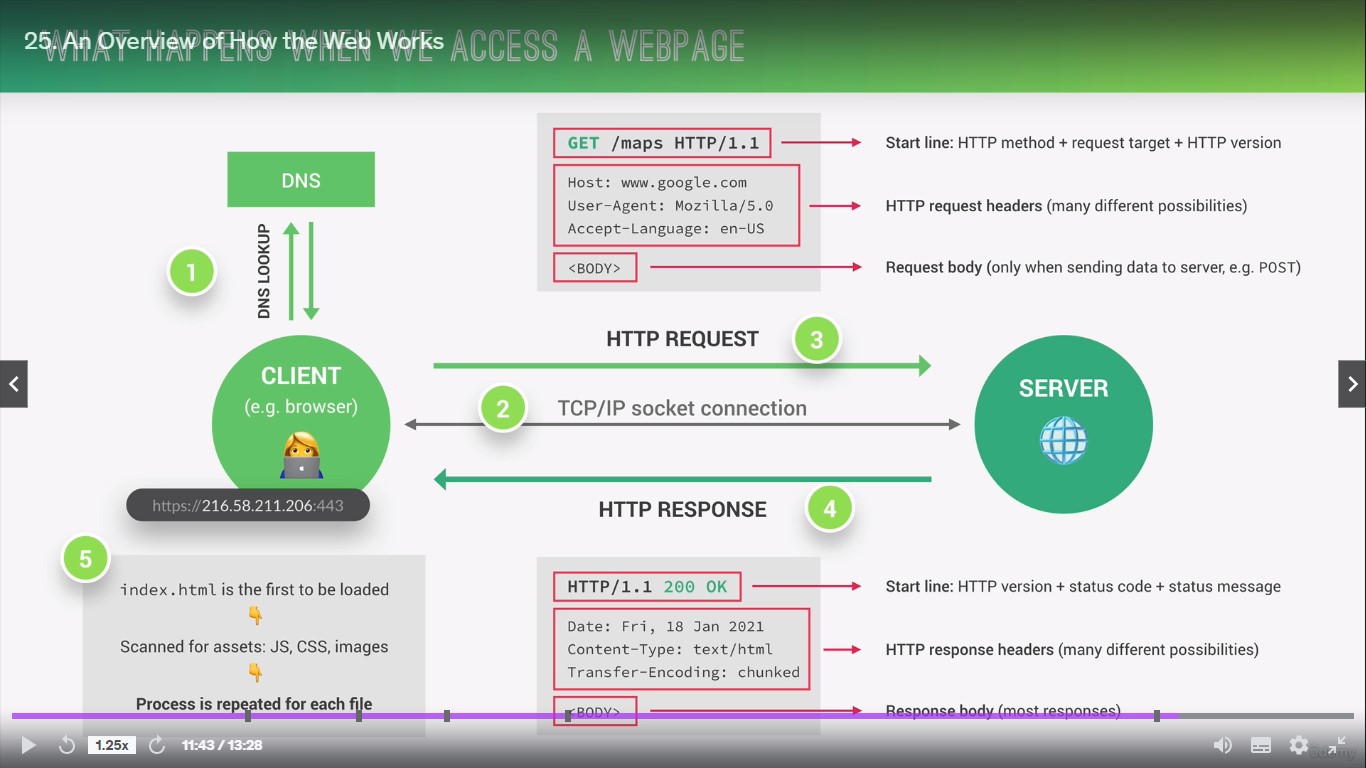 25. An Overview of How the Web Works
WHAT HAPPENS WHEN WE ACCESS A WEBPAGE
DNS
DNS LOOKUP
1
CLIENT
(e.g. browser)
https://216.58.211.206:443
GET /maps HTTP/1.1
Start line: HTTP method + request target + HTTP version
Host: www.google.com
User-Agent: Mozilla/5.0
Accept-Language: en-US
HTTP request headers (many different possibilities)
<BODY>
Request body (only when sending data to server, e.g. POST)
HTTP REQUEST
3
2
TCP/IP socket connection
SERVER
HTTP RESPONSE
4
5
index.html is the first to be loaded
Scanned for assets: JS, CSS, images
Process is repeated for each file
HTTP/1.1 200 OK
Start line: HTTP version + status code + status message
Date: Fri, 18 Jan 2021
Content-Type: text/html
Transfer-Encoding: chunked
HTTP response headers (many different possibilities)
<BODY>
Response body (most responses)
1.25x
11:43 / 13:28
Udemy